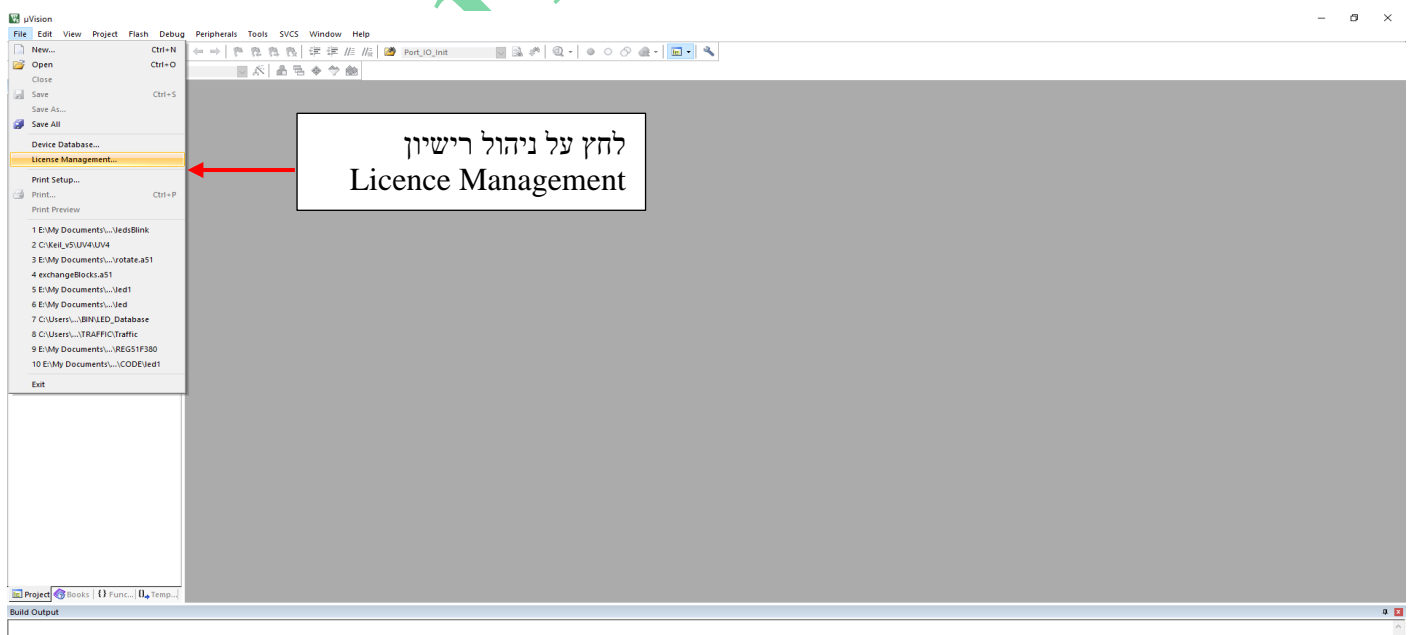 μVision
File Edit View Project Flash Debug Peripherals Tools SVCS Window Help
New... Ctrl+N
Port_IO_Init
Open Ctrl+O
Close
Save Ctrl+S
Save As...
Save All
Device Database...
License Management...
Print Setup...
Print... Ctrl+P
Print Preview
1 E:\My Documents\...\ledsBlink
2 C:\Keil_v5\UV4\UV4
3 E:\My Documents\...\rotate.a51
4 exchangeBlocks.a51
5 E:\My Documents\...\led1
6 E:\My Documents\...\led
7 C:\Users\...\BIN\LED_Database
8 C:\Users\...\TRAFFIC\Traffic
9 E:\My Documents\...\REG51F380
10 E:\My Documents\...\CODE\led1
Exit
לחץ על ניהול רישיון
Licence Management
Project Books {} Func... 0 Temp...
Build Output